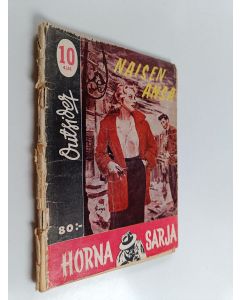 10
NAISEN
ANSA
Outsider
80:-
HORNA SARJA